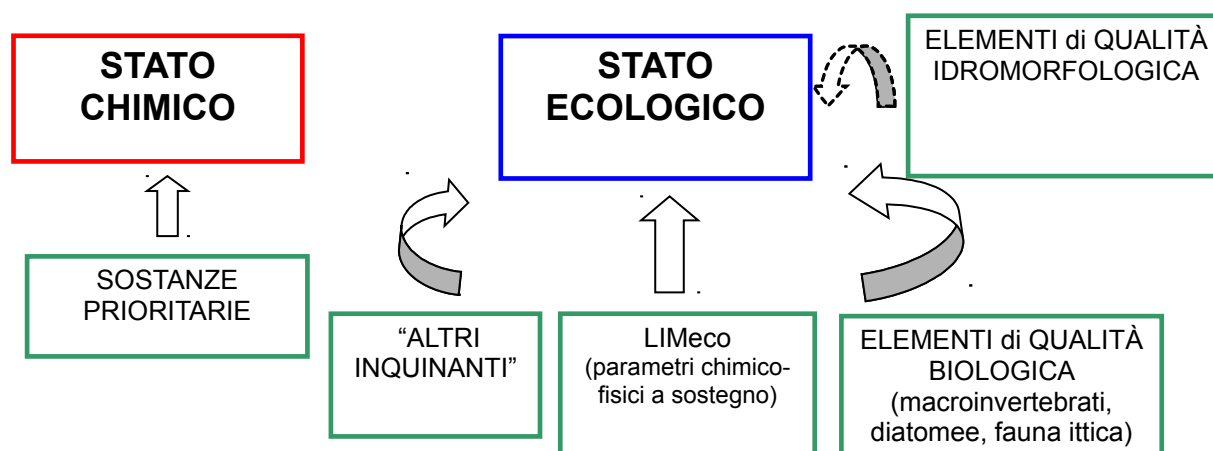 STATO
CHIMICO
STATO
ECOLOGICO
ELEMENTI di QUALITÀ
IDROMORFOLOGICA
SOSTANZE
PRIORITARIE
“ALTRI
INQUINANTI”
LIMeco
(parametri chimico-
fisici a sostegno)
ELEMENTI di QUALITÀ
BIOLOGICA
(macroinvertebrati,
diatomee, fauna ittica)